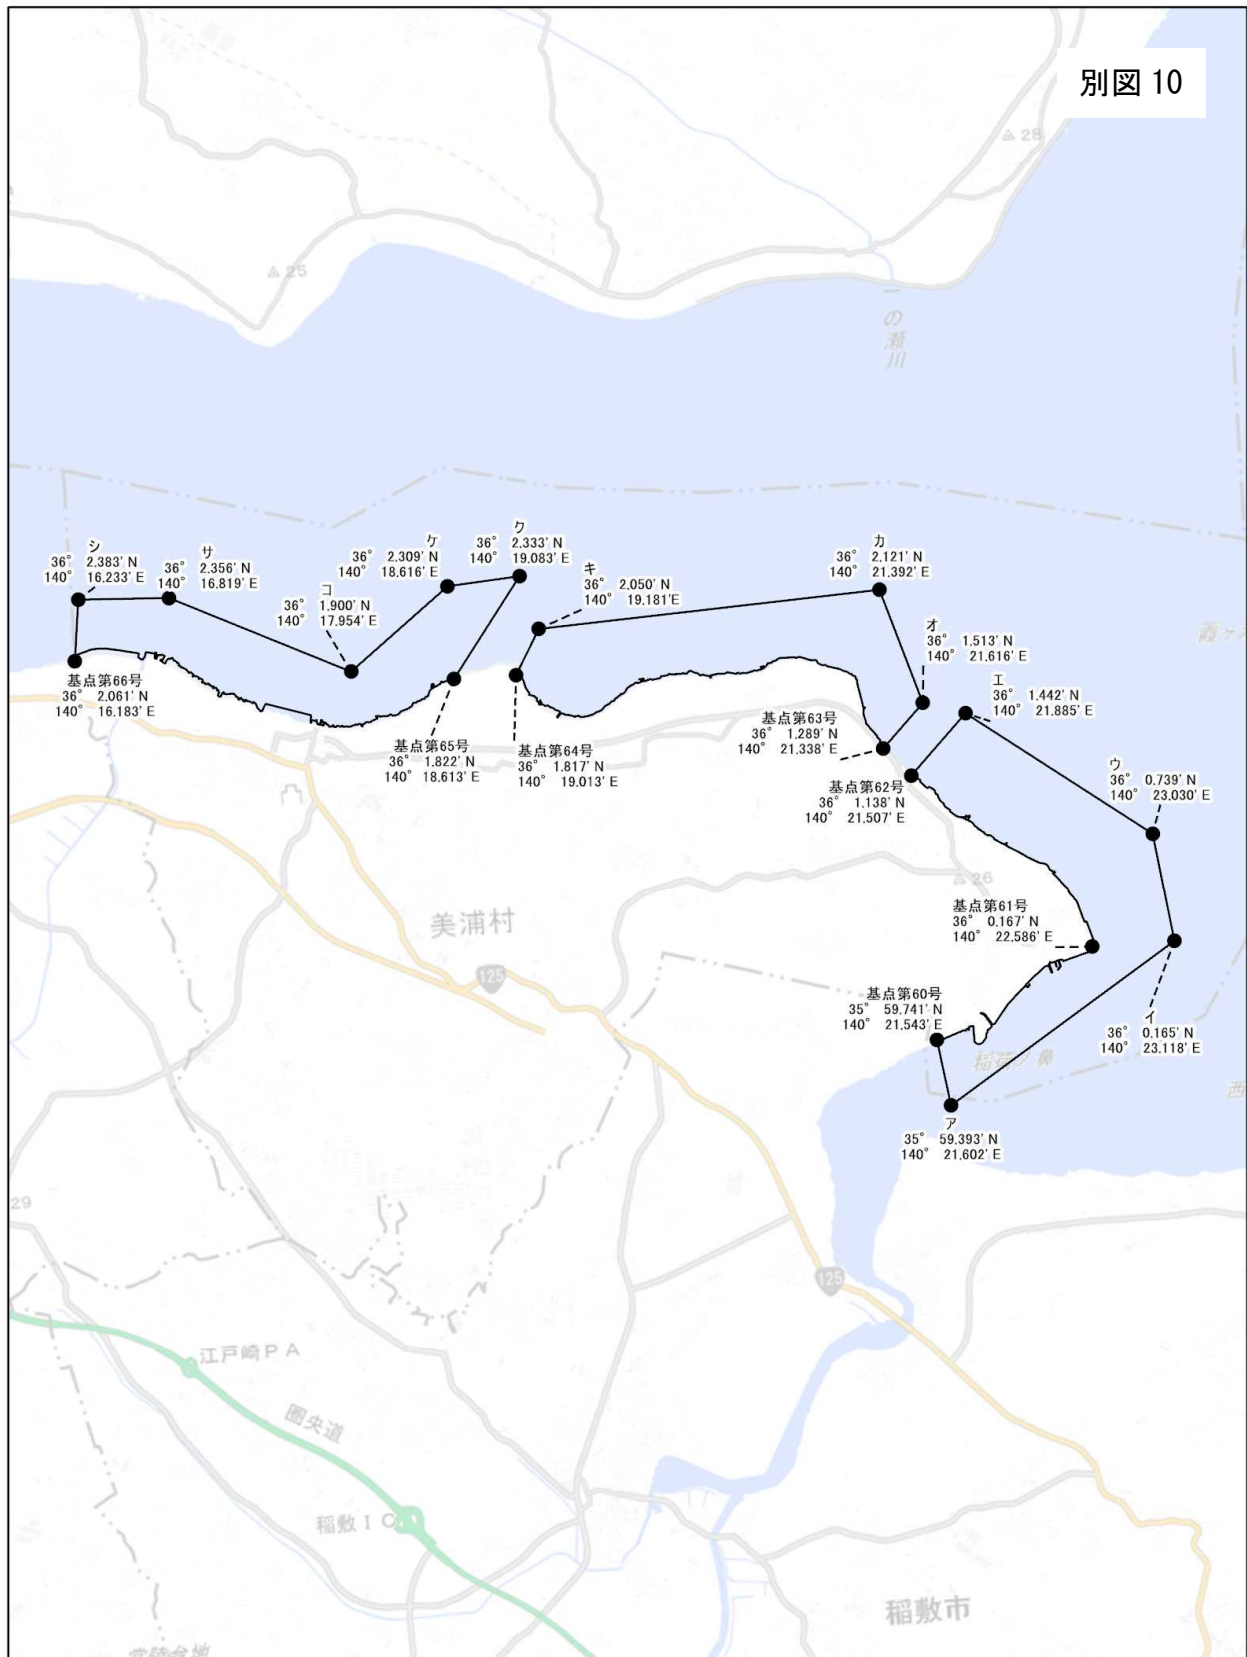 別図 10
△ 28
△ 25
一の瀬川
シ
36° 2.383' N
140° 16.233' E
サ
36° 2.356' N
140° 16.819' E
コ
36° 1.900' N
140° 17.954' E
ケ
36° 2.309' N
140° 18.616' E
ク
36° 2.333' N
140° 19.083' E
キ
36° 2.050' N
140° 19.181' E
カ
36° 2.121' N
140° 21.392' E
オ
36° 1.513' N
140° 21.616' E
エ
36° 1.442' N
140° 21.885' E
ウ
36° 0.739' N
140° 23.030' E
基点第66号
36° 2.061' N
140° 16.183' E
基点第65号
36° 1.822' N
140° 18.613' E
基点第64号
36° 1.817' N
140° 19.013' E
基点第63号
36° 1.289' N
140° 21.338' E
基点第62号
36° 1.138' N
140° 21.507' E
△ 26
基点第61号
36° 0.167' N
140° 22.586' E
美浦村
125
基点第60号
35° 59.741' N
140° 21.543' E
イ
36° 0.165' N
140° 23.118' E
稲荷ノ鼻
西
ア
35° 59.393' N
140° 21.602' E
29
125
江戸崎ＰＡ
圏央道
稲敷ＩＣ
稲敷市